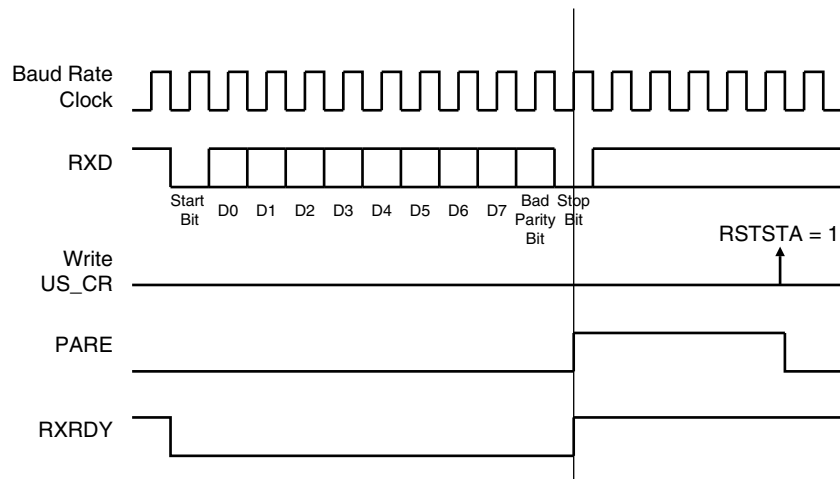 Baud Rate
Clock
RXD
Start
Bit
D0
D1
D2
D3
D4
D5
D6
D7
Bad
Parity
Bit
Stop
Bit
RSTSTA = 1
Write
US_CR
PARE
RXRDY